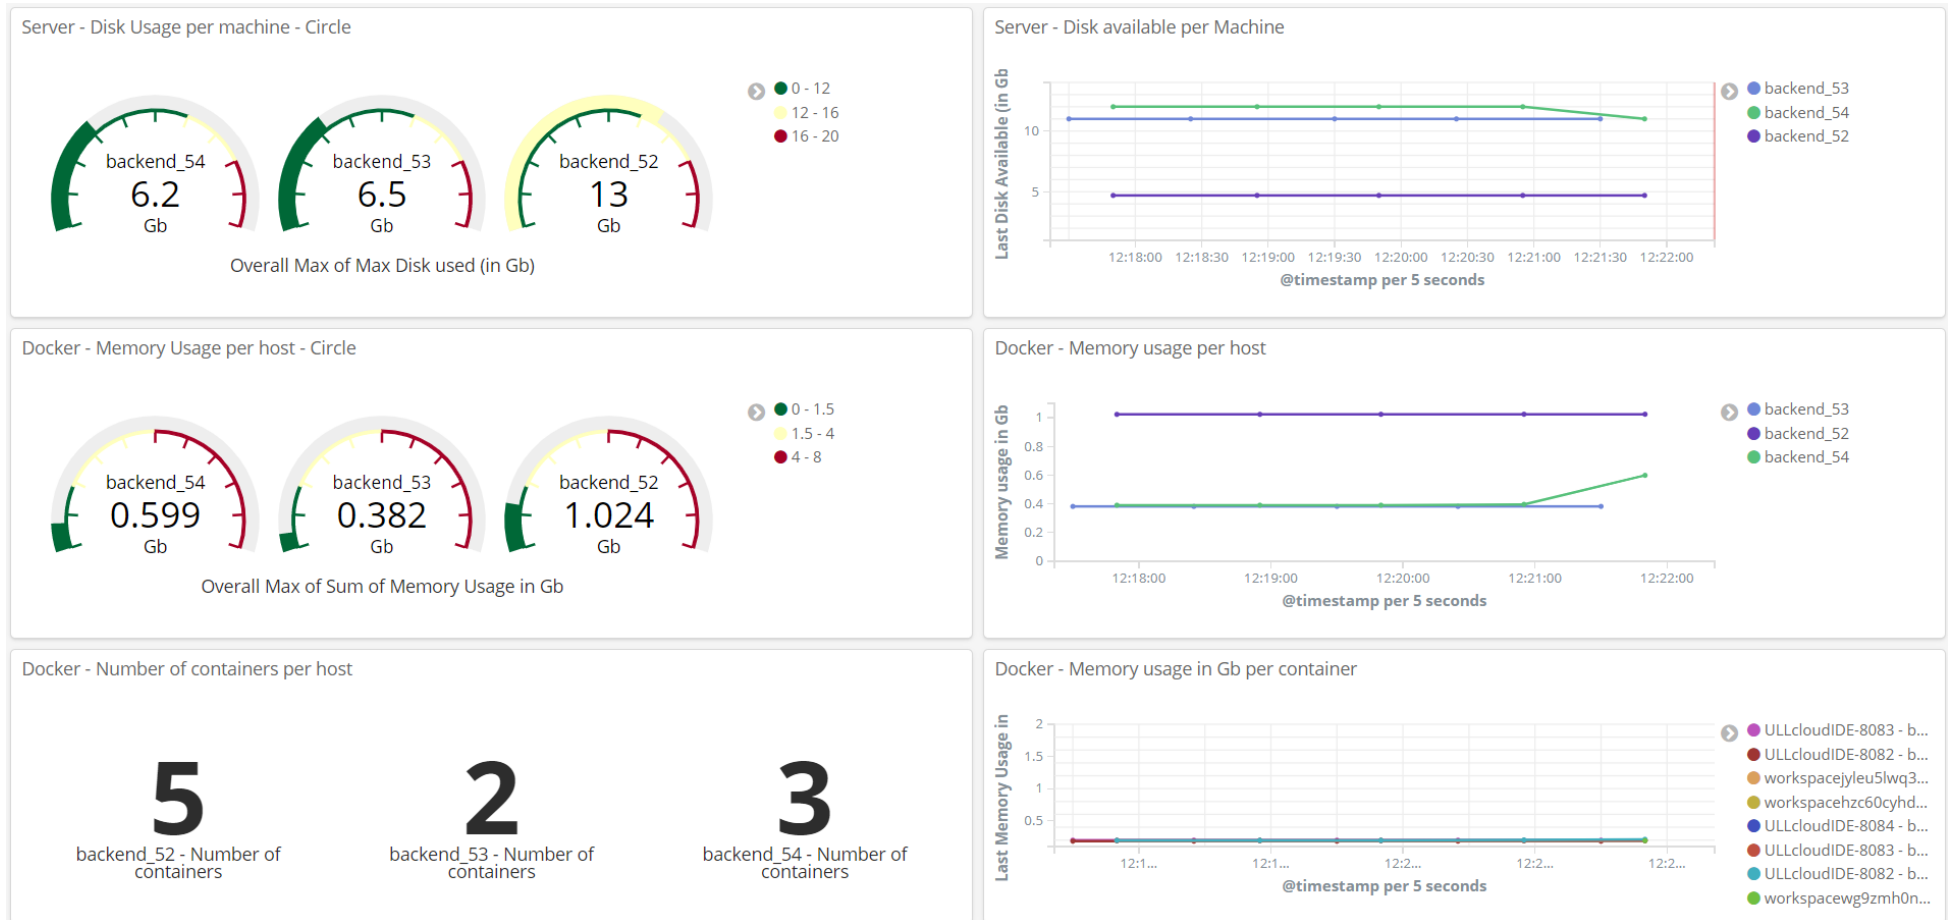 Server - Disk Usage per machine - Circle
0 - 12
12 - 16
16 - 20
backend_54
6.2
Gb
backend_53
6.5
Gb
backend_52
13
Gb
Overall Max of Max Disk used (in Gb)
Server - Disk available per Machine
Last Disk Available (in Gb
10
5
12:18:00 12:18:30 12:19:00 12:19:30 12:20:00 12:20:30 12:21:00 12:21:30 12:22:00
@timestamp per 5 seconds
backend_53
backend_54
backend_52
Docker - Memory Usage per host - Circle
0 - 1.5
1.5 - 4
4 - 8
backend_54
0.599
Gb
backend_53
0.382
Gb
backend_52
1.024
Gb
Overall Max of Sum of Memory Usage in Gb
Docker - Memory usage per host
Memory usage in Gb
1
0.8
0.6
0.4
0.2
0
12:18:00 12:19:00 12:20:00 12:21:00 12:22:00
@timestamp per 5 seconds
backend_53
backend_52
backend_54
Docker - Number of containers per host
5
backend_52 - Number of
containers
2
backend_53 - Number of
containers
3
backend_54 - Number of
containers
Docker - Memory usage in Gb per container
Last Memory Usage in
2
1.5
1
0.5
12:1... 12:1... 12:2... 12:2... 12:2...
@timestamp per 5 seconds
ULLcloudIDE-8083 - b...
ULLcloudIDE-8082 - b...
workspacejyleu5lwq3...
workspacehzc60cyhd...
ULLcloudIDE-8084 - b...
ULLcloudIDE-8083 - b...
ULLcloudIDE-8082 - b...
workspacewg9zmh0n...